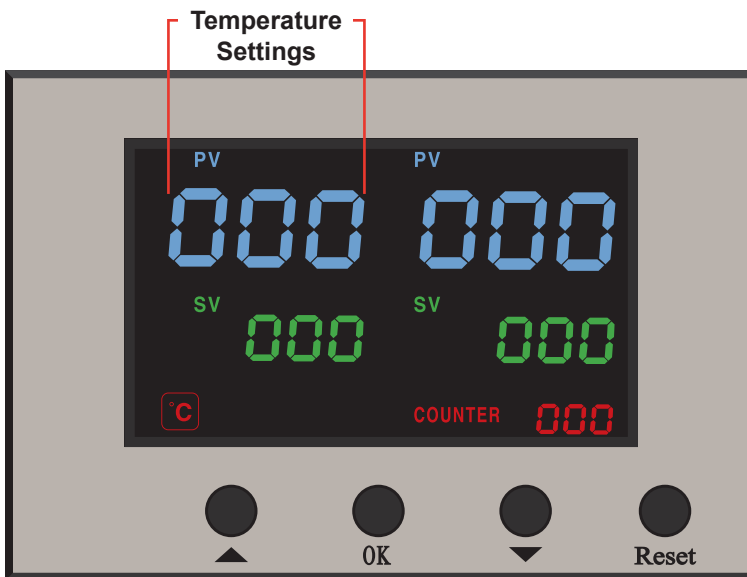 Temperature
Settings
PV PV
000 000
SV SV
000 000
°C COUNTER 000
▲ OK ▼ Reset